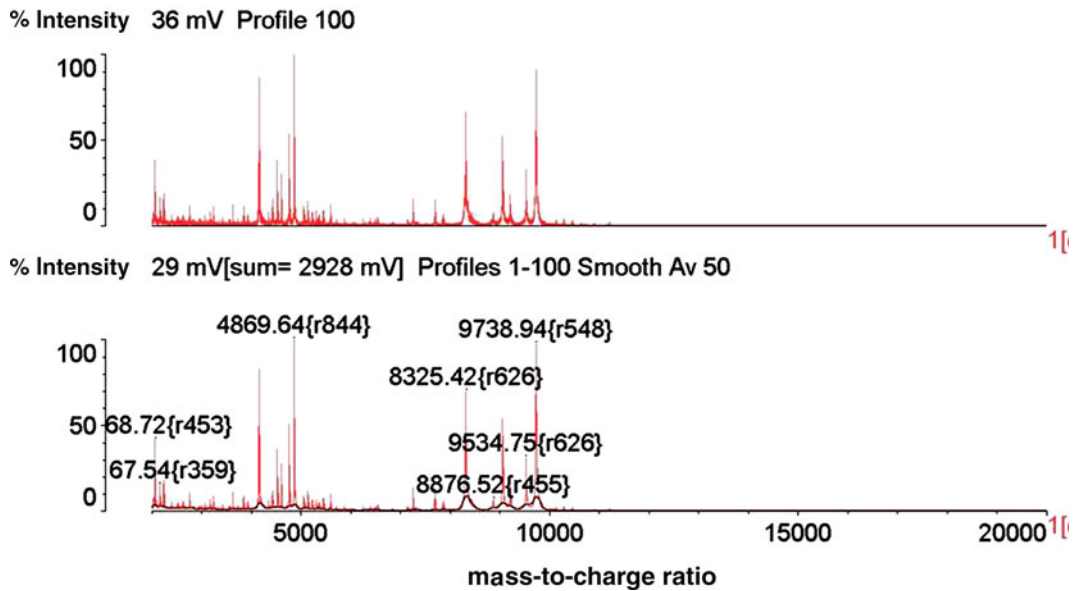 % Intensity 36 mV Profile 100
100
50
0
1[
% Intensity 29 mV[sum= 2928 mV] Profiles 1-100 Smooth Av 50
4869.64{r844}
9738.94{r548}
100
8325.42{r626}
68.72{r453}
50
9534.75{r626}
67.54{r359}
8876.52{r455}
0
1[
5000 10000 15000 20000
mass-to-charge ratio